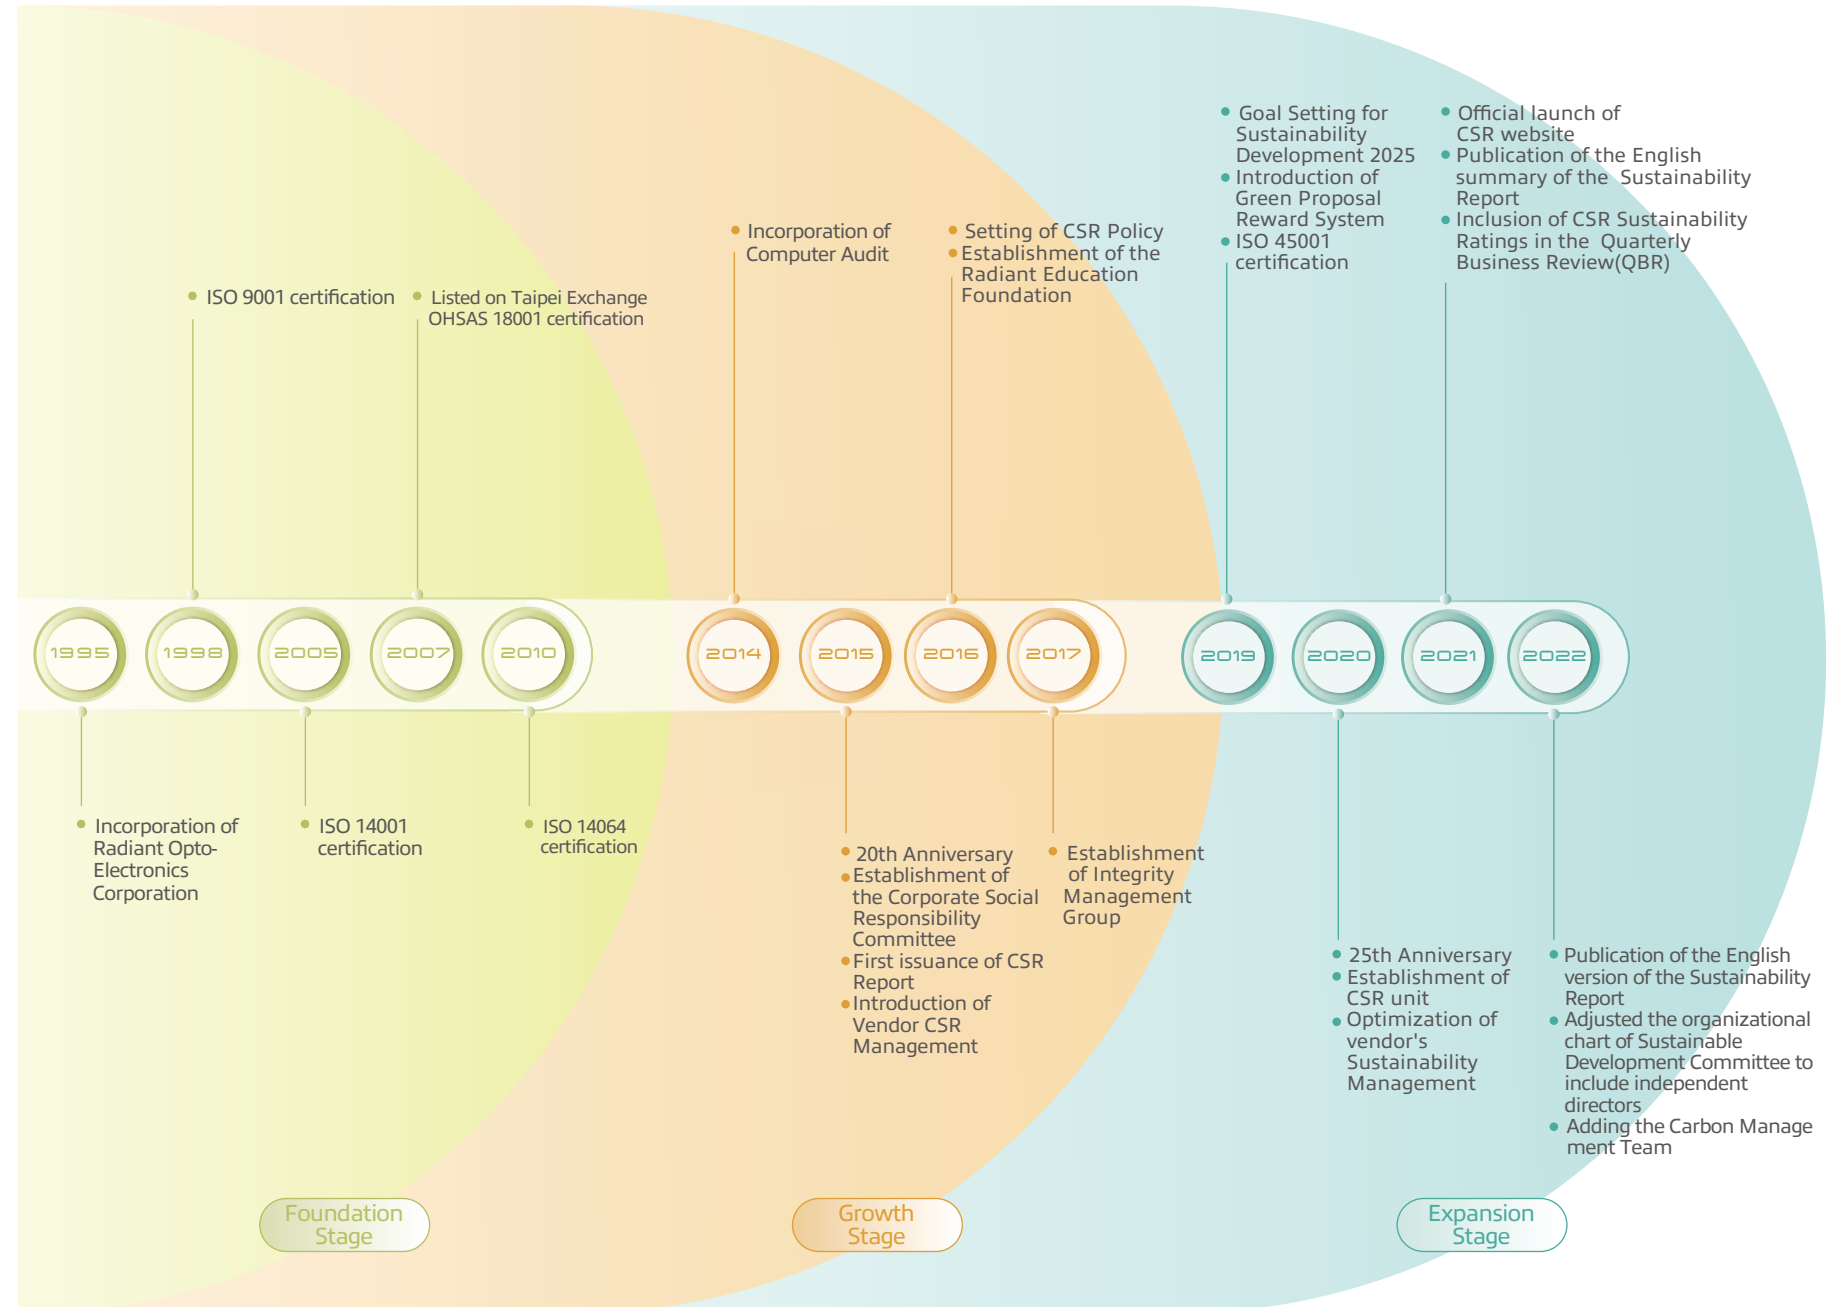 Goal Setting for
Sustainability
Development 2025
Introduction of
Green Proposal
Reward System
ISO 45001
certification
Official launch of
CSR website
Publication of the English
summary of the Sustainability
Report
Inclusion of CSR Sustainability
Ratings in the Quarterly
Business Review(QBR)
Incorporation of
Computer Audit
Setting of CSR Policy
Establishment of the
Radiant Education
Foundation
ISO 9001 certification
Listed on Taipei Exchange
OHSAS 18001 certification
1995
1998
2005
2007
2010
2014
2015
2016
2017
2019
2020
2021
2022
Incorporation of
Radiant Opto-
Electronics
Corporation
ISO 14001
certification
ISO 14064
certification
20th Anniversary
Establishment of
the Corporate Social
Responsibility
Committee
First issuance of CSR
Report
Introduction of
Vendor CSR
Management
Establishment
of Integrity
Management
Group
25th Anniversary
Establishment of
CSR unit
Optimization of
vendor's
Sustainability
Management
Publication of the English
version of the Sustainability
Report
Adjusted the organizational
chart of Sustainable
Development Committee to
include independent
directors
Adding the Carbon Manage
ment Team
Foundation
Stage
Growth
Stage
Expansion
Stage